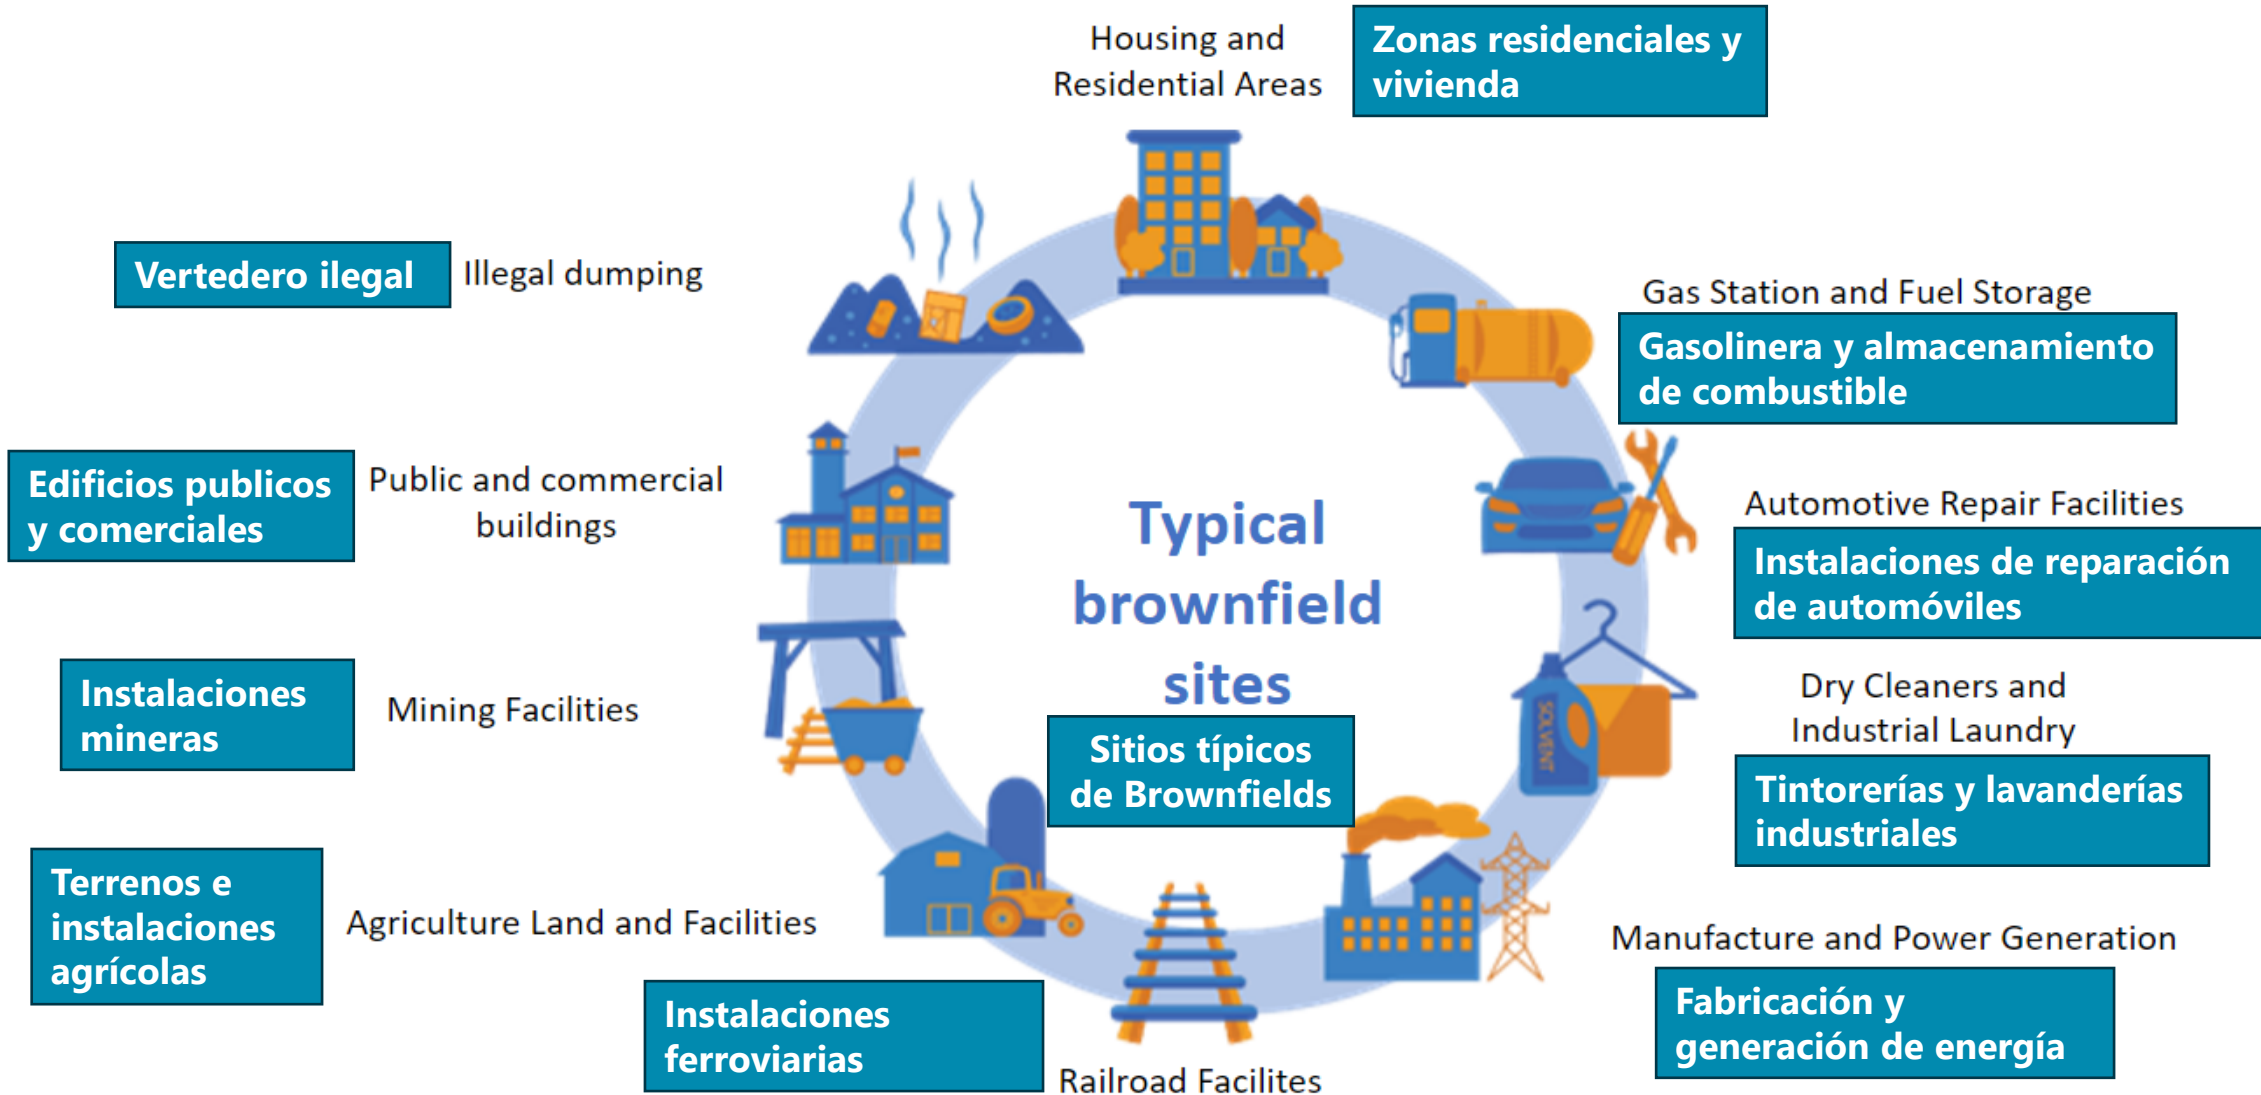 Housing and
Residential Areas
Zonas residenciales y
vivienda
Vertedero ilegal
Illegal dumping
Gas Station and Fuel Storage
Gasolinera y almacenamiento
de combustible
Edificios publicos
y comerciales
Public and commercial
buildings
Automotive Repair Facilities
Instalaciones de reparación
de automóviles
Typical
brownfield
sites
Sitios típicos
de Brownfields
Instalaciones
mineras
Mining Facilities
Dry Cleaners and
Industrial Laundry
SOLVENT
Tintorerías y lavanderías
industriales
Terrenos e
instalaciones
agrícolas
Agriculture Land and Facilities
Manufacture and Power Generation
Fabricación y
generación de energía
Instalaciones
ferroviarias
Railroad Facilites